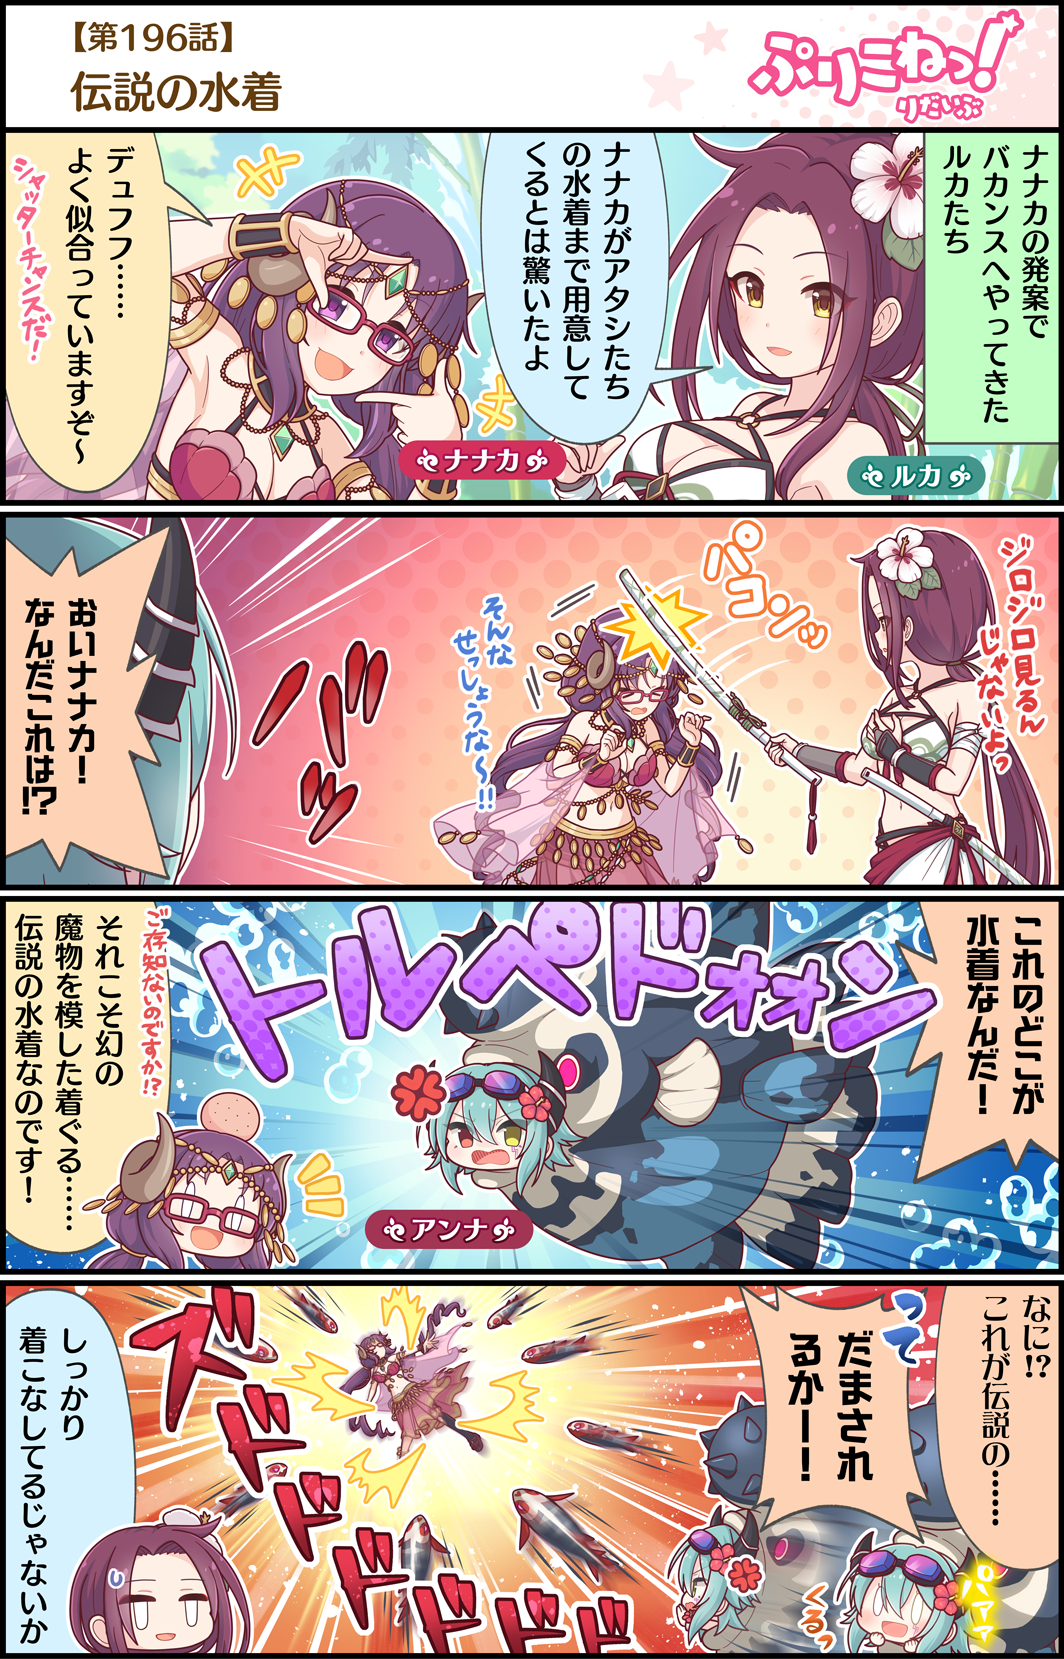 【第196話】
伝説の水着
ぷりこねっ!
りだいぶ
ナナカの発案で
バカンスへやってきた
ルカたち
ナナカがアタシたち
の水着まで用意して
くるとは驚いたよ
ルカ
デュフフ……
よく似合っていますぞ〜
シャッターチャンスだ!
ナナカ
ジロジロ見るん
じゃないよっ
パコンッ
そんな
せっしょうな〜!!
バッ
おいナナカ!
なんだこれは!?
これのどこが
水着なんだ!
トルペドォォン
アンナ
ご存知ないのですか!?
それこそ幻の
魔物を模した着ぐる……
伝説の水着なのです!
なに!?
これが伝説の……
パァァ
って
くるっ
だまされ
るかー!
ズドドドドドドド
しっかり
着こなしてるじゃないか